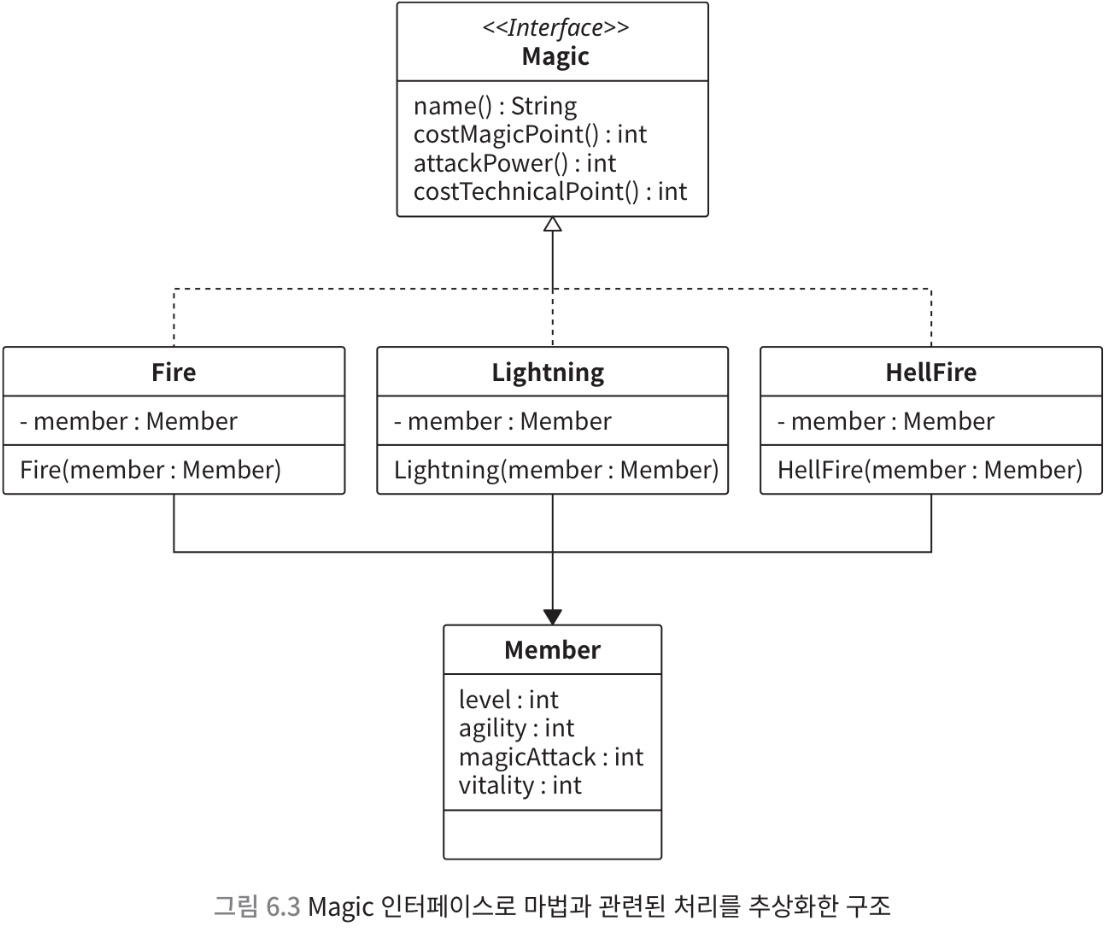 <<Interface>>
Magic
name() : String
costMagicPoint() : int
attackPower() : int
costTechnicalPoint() : int
Fire
- member : Member
Fire(member : Member)
Lightning
- member : Member
Lightning(member : Member)
HellFire
- member : Member
HellFire(member : Member)
Member
level : int
agility : int
magicAttack : int
vitality : int
그림 6.3 Magic 인터페이스로 마법과 관련된 처리를 추상화한 구조